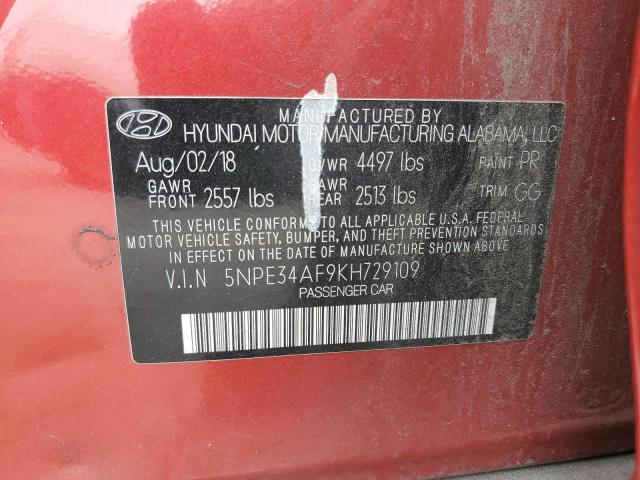 MANUFACTURED BY
HYUNDAI MOTOR MANUFACTURING ALABAMA, LLC
Aug/02/18 GVWR 4497 lbs PAINT PR
GAWR FRONT 2557 lbs GAWR REAR 2513 lbs TRIM GG
THIS VEHICLE CONFORMS TO ALL APPLICABLE U.S.A. FEDERAL
MOTOR VEHICLE SAFETY, BUMPER, AND THEFT PREVENTION STANDARDS
IN EFFECT ON THE DATE OF MANUFACTURE SHOWN ABOVE.
V.I.N 5NPE34AF9KH729109
PASSENGER CAR